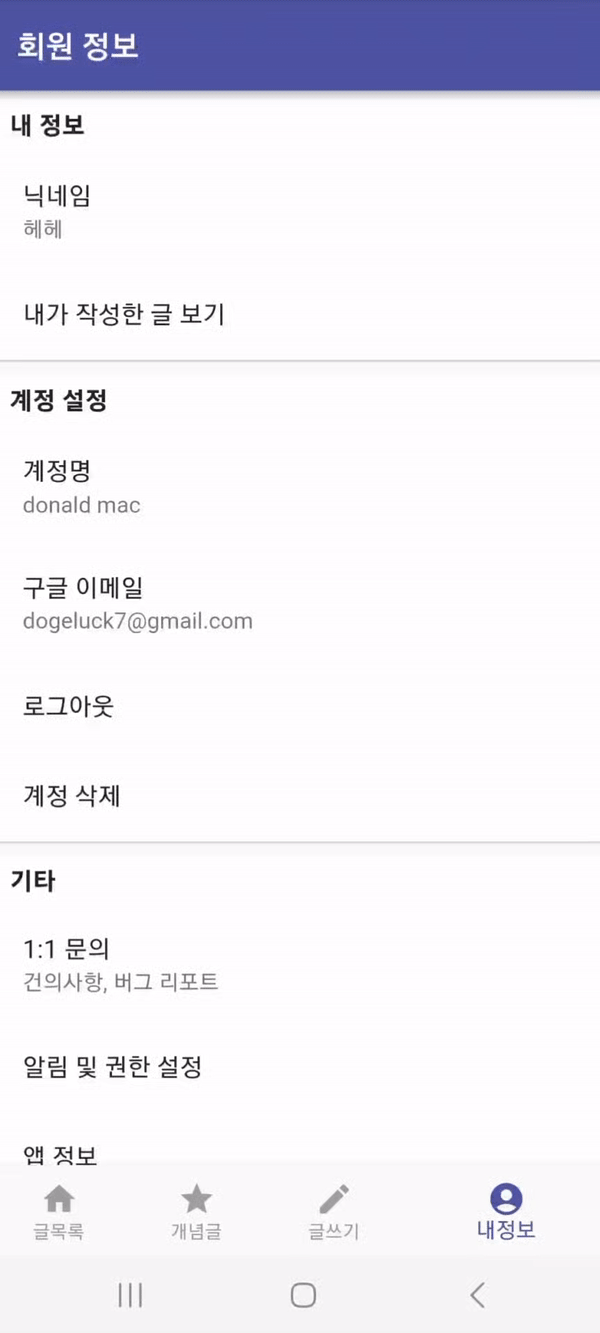 회원 정보
내 정보
닉네임
헤헤
내가 작성한 글 보기
계정 설정
계정명
donald mac
구글 이메일
dogeluck7@gmail.com
로그아웃
계정 삭제
기타
1:1 문의
건의사항, 버그 리포트
알림 및 권한 설정
앱 정보
글목록 개념글 글쓰기 내정보